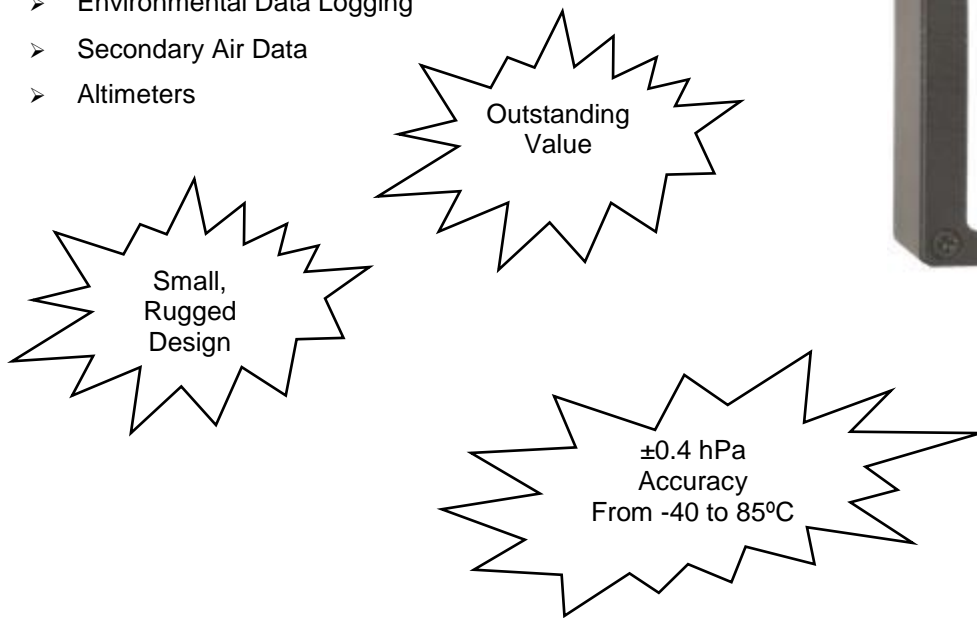 ➢ Environmental Data Logging
➢ Secondary Air Data
➢ Altimeters
Outstanding
Value
Small,
Rugged
Design
±0.4 hPa
Accuracy
From -40 to 85ºC